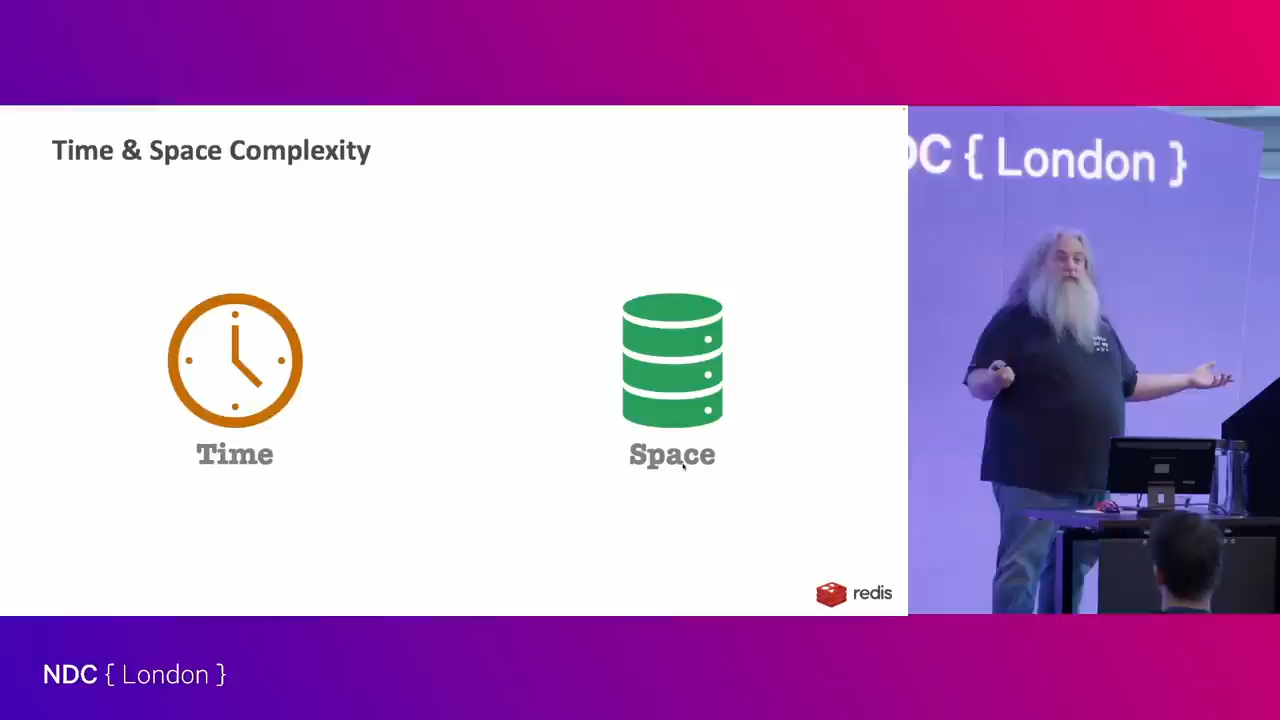 Time & Space Complexity
Time
Space
redis
DC { London }
NDC { London }